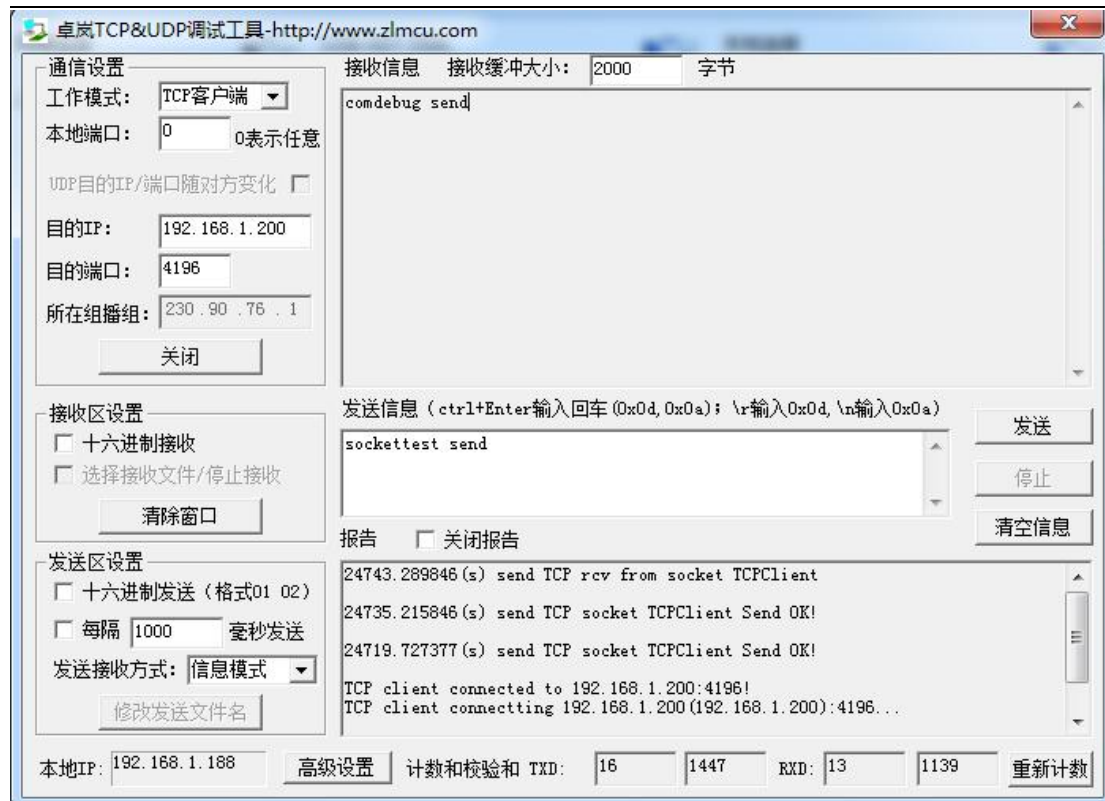 卓岚TCP&UDP调试工具-http://www.zlmcu.com
通信设置
工作模式： TCP客户端
本地端口： 0 0表示任意
UDP目的IP/端口随对方变化
目的IP： 192.168.1.200
目的端口： 4196
所在组播组： 230.90.76.1
关闭
接收区设置
十六进制接收
选择接收文件/停止接收
清除窗口
发送区设置
十六进制发送（格式01 02）
每隔 1000 毫秒发送
发送接收方式： 信息模式
修改发送文件名
接收信息 接收缓冲大小： 2000 字节
comdebug send
发送信息（ctrl+Enter输入回车(0x0d,0x0a)；\r输入0x0d,\n输入0x0a）
sockettest send
发送
停止
清空信息
报告 关闭报告
24743.289846(s) send TCP rcv from socket TCPClient
24735.215846(s) send TCP socket TCPClient Send OK!
24719.727377(s) send TCP socket TCPClient Send OK!
TCP client connected to 192.168.1.200:4196!
TCP client connectting 192.168.1.200(192.168.1.200):4196...
本地IP: 192.168.1.188 高级设置 计数和校验和 TXD: 16 1447 RXD: 13 1139 重新计数